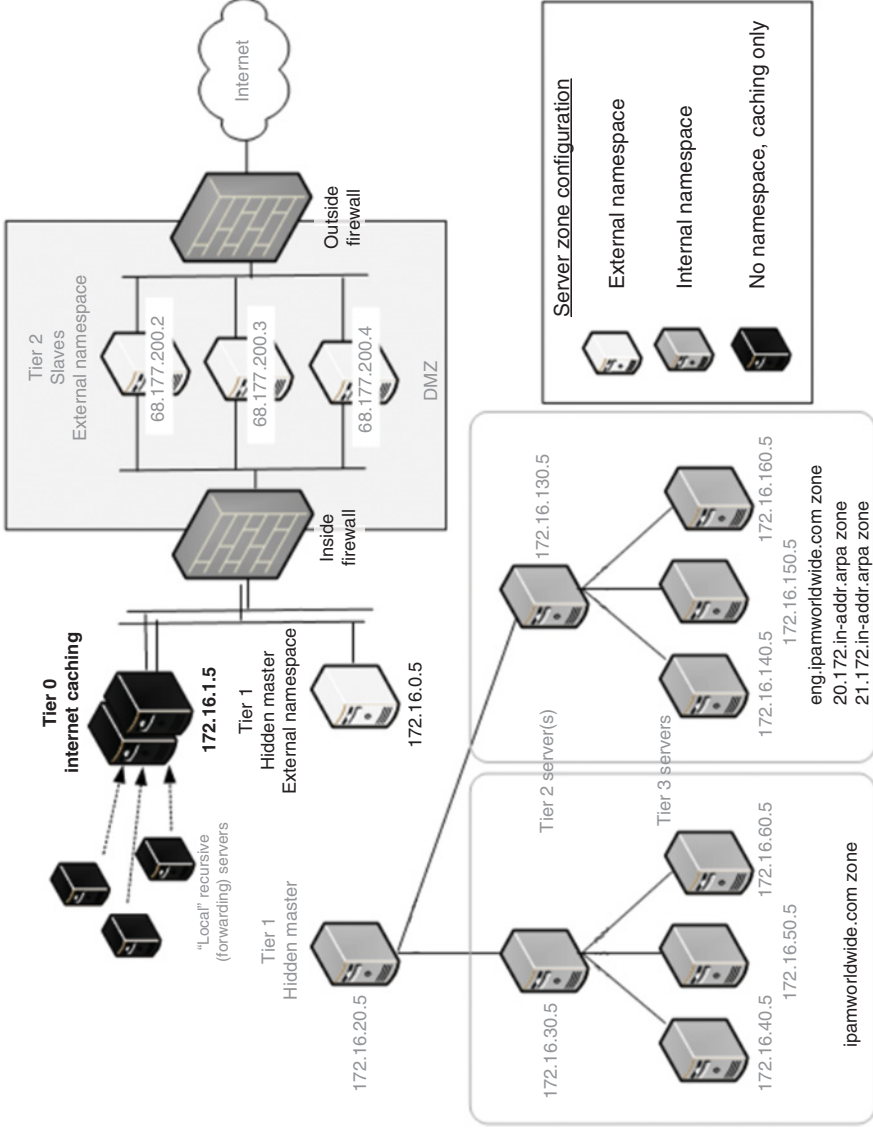 Internet
Outside
firewall
Tier 2
Slaves
External namespace
68.177.200.2
68.177.200.3
68.177.200.4
DMZ
Inside
firewall
Tier 0
internet caching
172.16.1.5
Tier 1
Hidden master
External namespace
172.16.0.5
"Local" recursive
(forwarding) servers
Tier 1
Hidden master
172.16.20.5
Tier 2 server(s)
Tier 3 servers
172.16.30.5
172.16.40.5
172.16.50.5
172.16.60.5
ipamworldwide.com zone
172.16.130.5
172.16.140.5
172.16.150.5
172.16.160.5
eng.ipamworldwide.com zone
20.172.in-addr.arpa zone
21.172.in-addr.arpa zone
Server zone configuration
External namespace
Internal namespace
No namespace, caching only